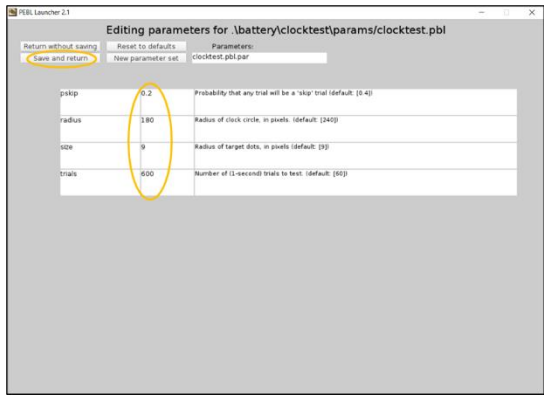 PEBL Launcher 2.1
Editing parameters for .\battery\clocktest\params/clocktest.pbl
Return without saving Reset to defaults Parameters:
Save and return New parameter set clocktest.pbl.par
pskip 0.2 Probability that any trial will be a 'skip' trial (default: [0.4])
radius 180 Radius of clock circle, in pixels. (default: [240])
size 9 Radius of target dots, in pixels (default: [9])
trials 600 Number of (1-second) trials to test. (default: [60])